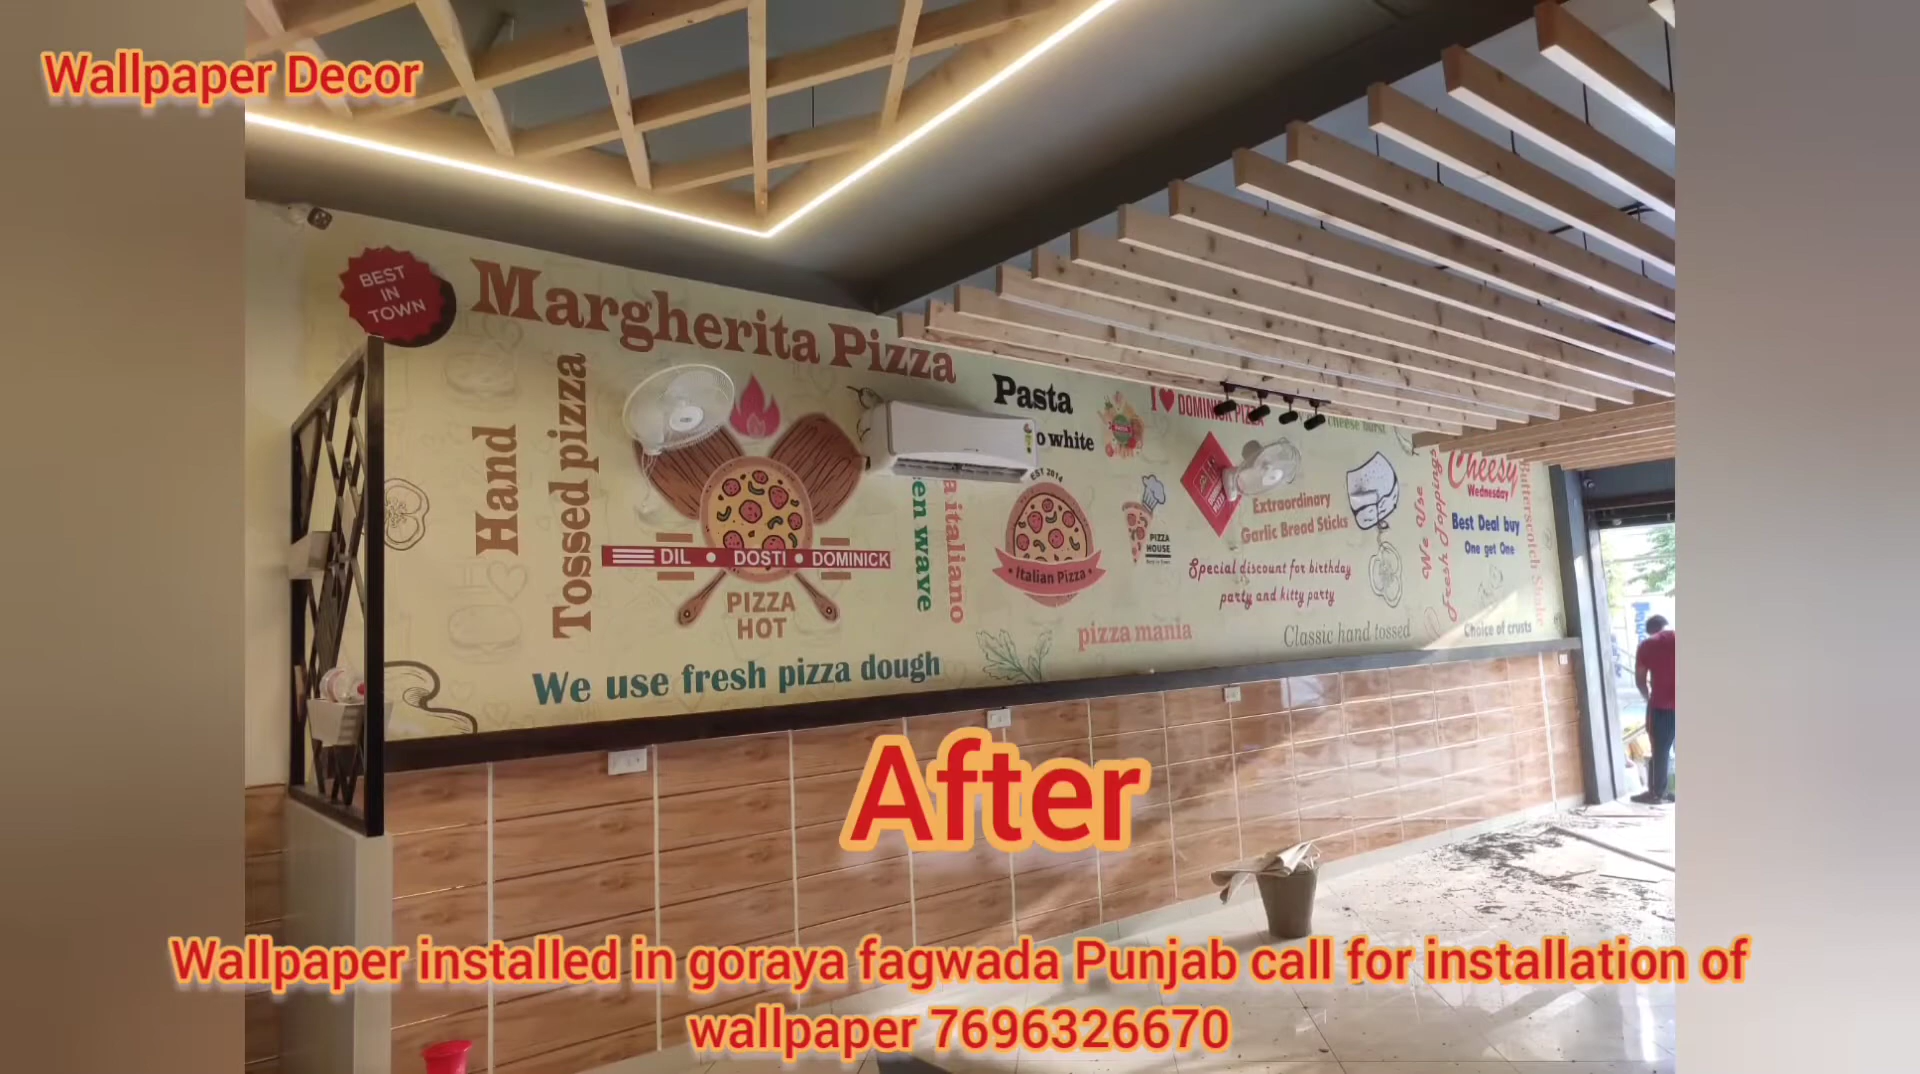 Wallpaper Decor
BEST
IN
TOWN
Margherita Pizza
Hand
Tossed pizza
DIL • DOSTI • DOMINICK
PIZZA
HOT
We use fresh pizza dough
Pasta
o white
en wave
a italiano
EST 2014
Italian Pizza
PIZZA
HOUSE
I ❤ DOMINICK PIZZA
cheese burst
Extraordinary
Garlic Bread Sticks
Special discount for birthday
party and kitty party
pizza mania
Classic hand tossed
We Use
Fresh Toppings
Cheesy
Wednesday
Best Deal buy
One get One
Choice of crusts
After
Wallpaper installed in goraya fagwada Punjab call for installation of
wallpaper 7696326670